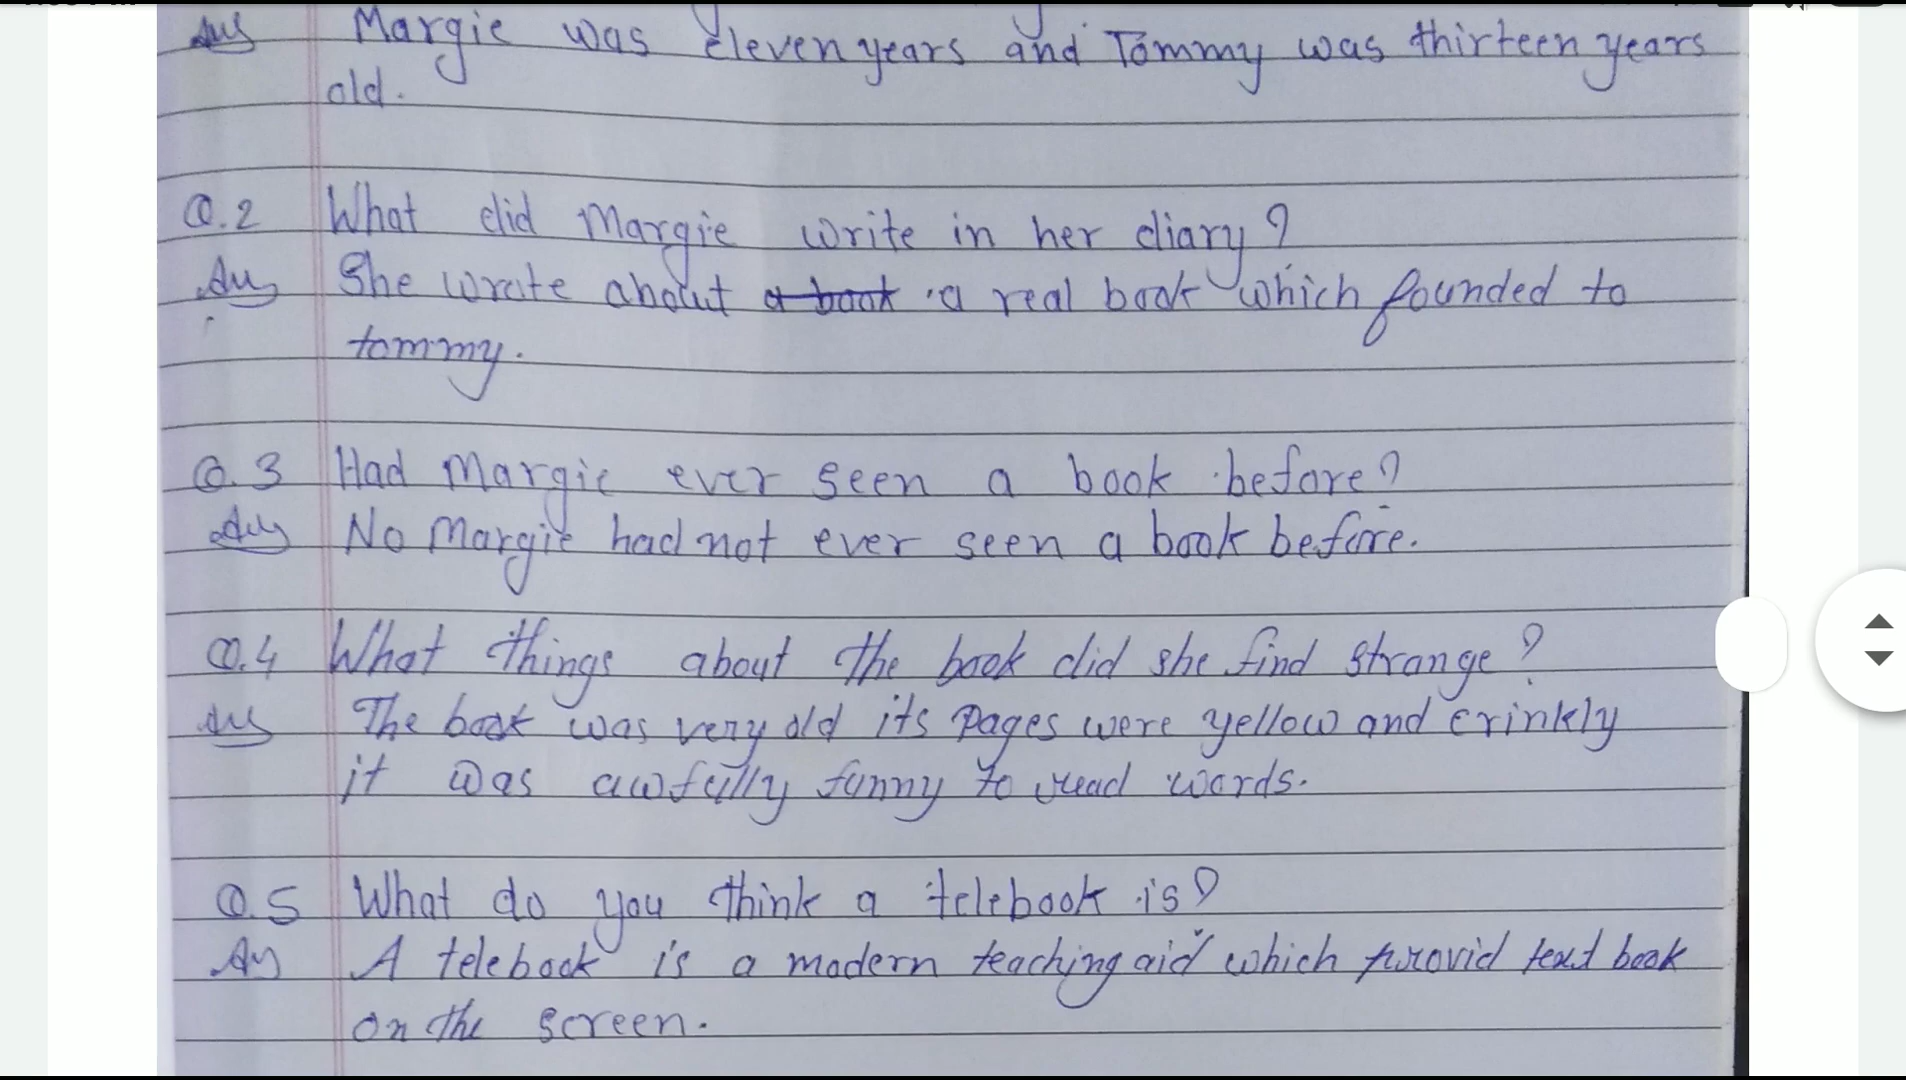 Ans Margie was eleven years and Tommy was thirteen years
old.
Q.2 What did Margie write in her diary?
Ans She wrote about a book a real book which founded to
tommy.
Q.3 Had Margie ever seen a book before?
Ans No Margie had not ever seen a book before.
Q.4 What things about the book did she find strange?
Ans The book was very old its pages were yellow and crinkly
it was awfully funny to read words.
Q.5 What do you think a telebook is?
Ans A telebook is a modern teaching aid which provid text book
on the screen.